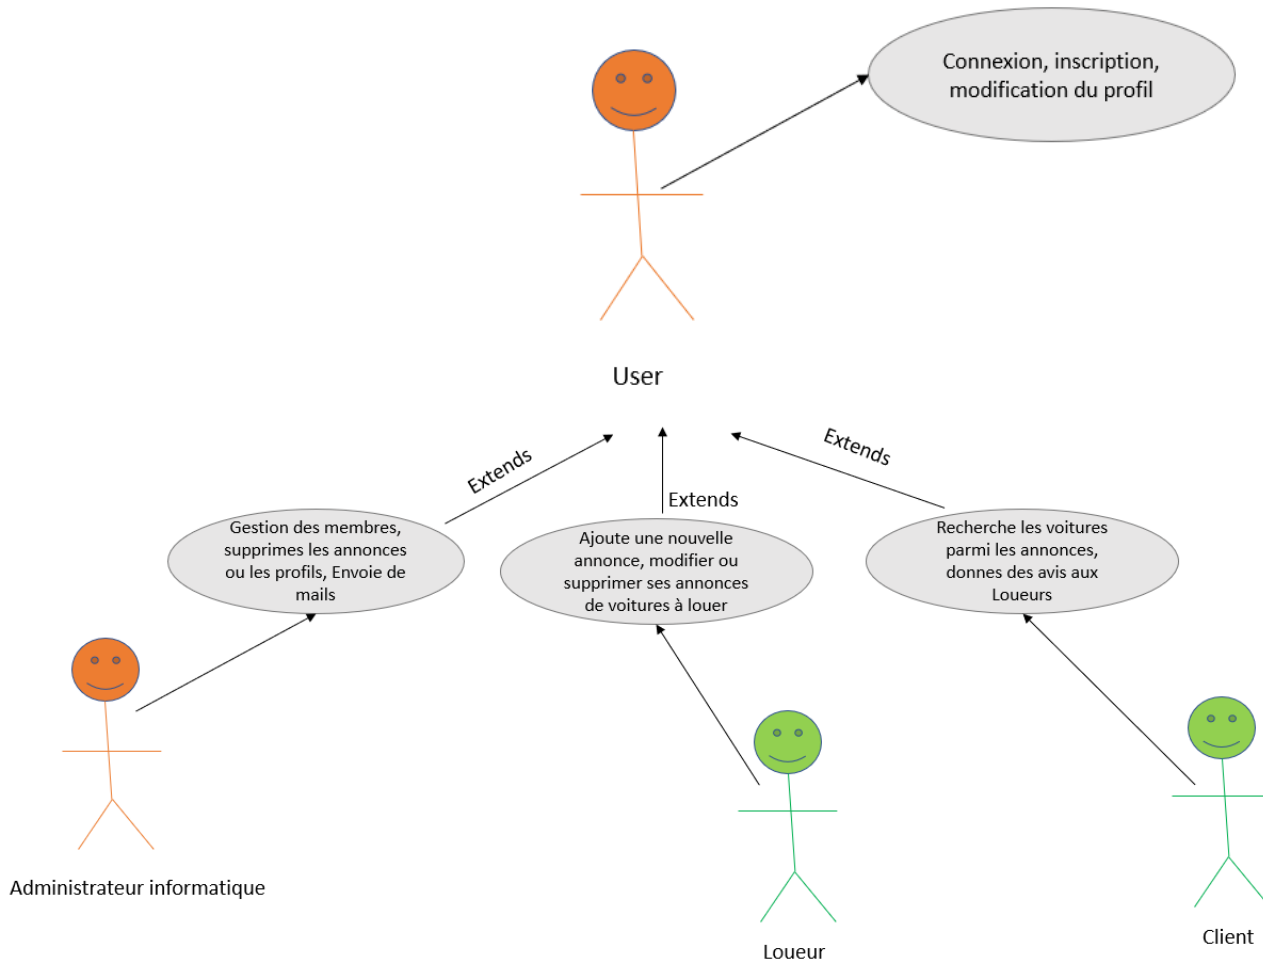 Connexion, inscription,
modification du profil
User
Extends
Extends
Extends
Gestion des membres,
supprimes les annonces
ou les profils, Envoie de
mails
Ajoute une nouvelle
annonce, modifier ou
supprimer ses annonces
de voitures à louer
Recherche les voitures
parmi les annonces,
donnes des avis aux
Loueurs
Administrateur informatique
Loueur
Client